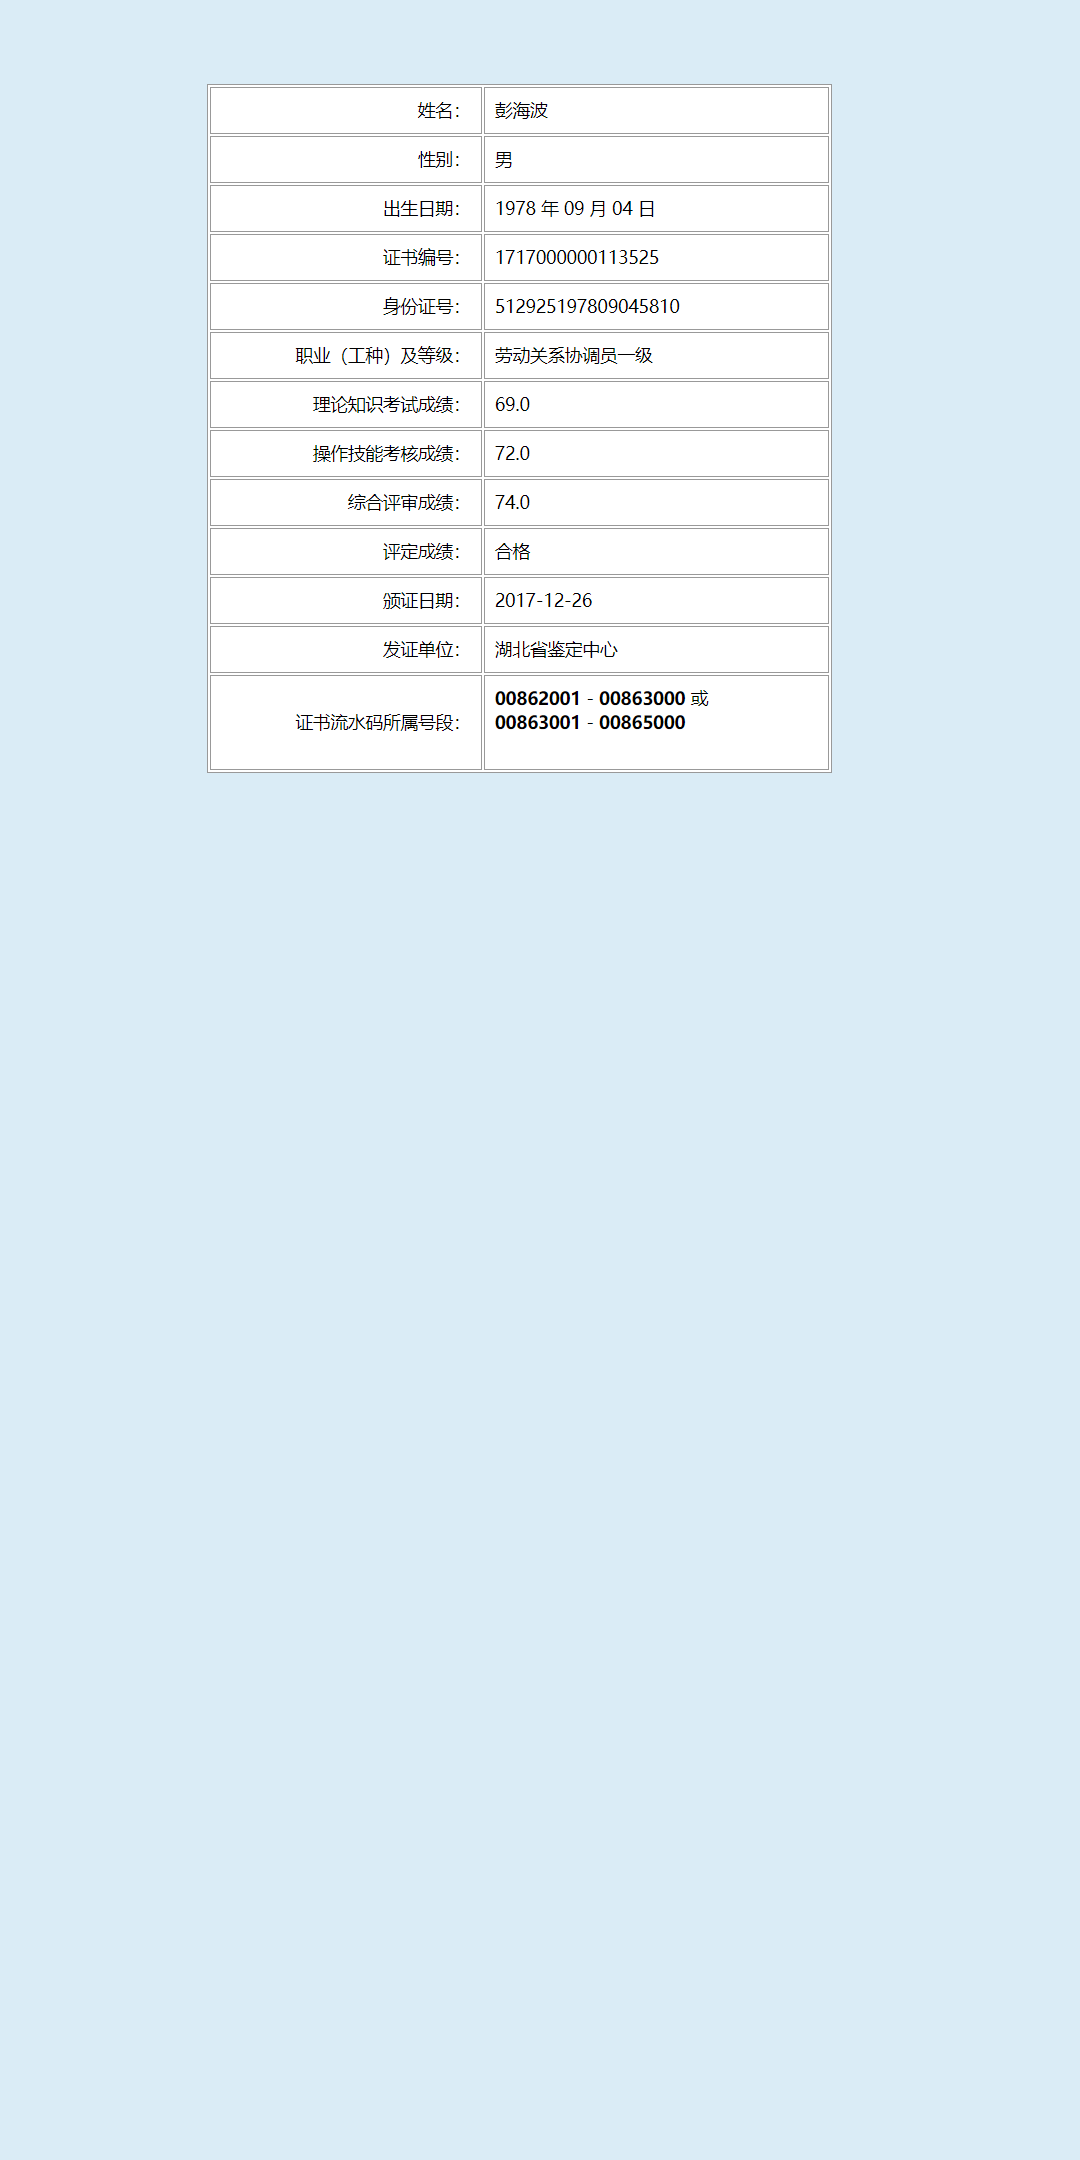 姓名： 彭海波
性别： 男
出生日期： 1978 年 09 月 04 日
证书编号： 1717000000113525
身份证号： 512925197809045810
职业（工种）及等级： 劳动关系协调员一级
理论知识考试成绩： 69.0
操作技能考核成绩： 72.0
综合评审成绩： 74.0
评定成绩： 合格
颁证日期： 2017-12-26
发证单位： 湖北省鉴定中心
证书流水码所属号段： 00862001 - 00863000 或
00863001 - 00865000